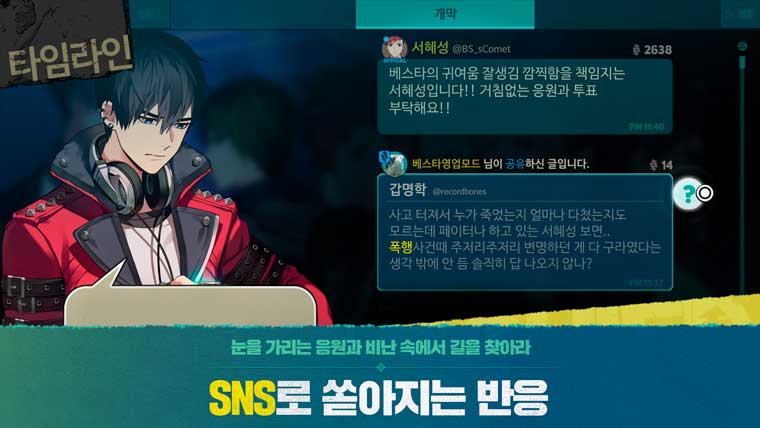 개막
타임라인
서혜성 @BS_sComet 2638
OFFICIAL
베스타의 귀여움 잘생김 깜찍함을 책임지는
서혜성입니다!! 거침없는 응원과 투표
부탁해요!!
PM 11:40
베스타영업모드 님이 공유하신 글입니다. 14
갑명학 @recordbones
사고 터져서 누가 죽었는지 얼마나 다쳤는지도
모르는데 페이터나 하고 있는 서혜성 보면..
폭행사건때 주저리주저리 변명하던 게 다 구라였다는
생각 밖에 안 듬 솔직히 답 나오지 않나?
PM 11:37
?
눈을 가리는 응원과 비난 속에서 길을 찾아라
SNS로 쏟아지는 반응